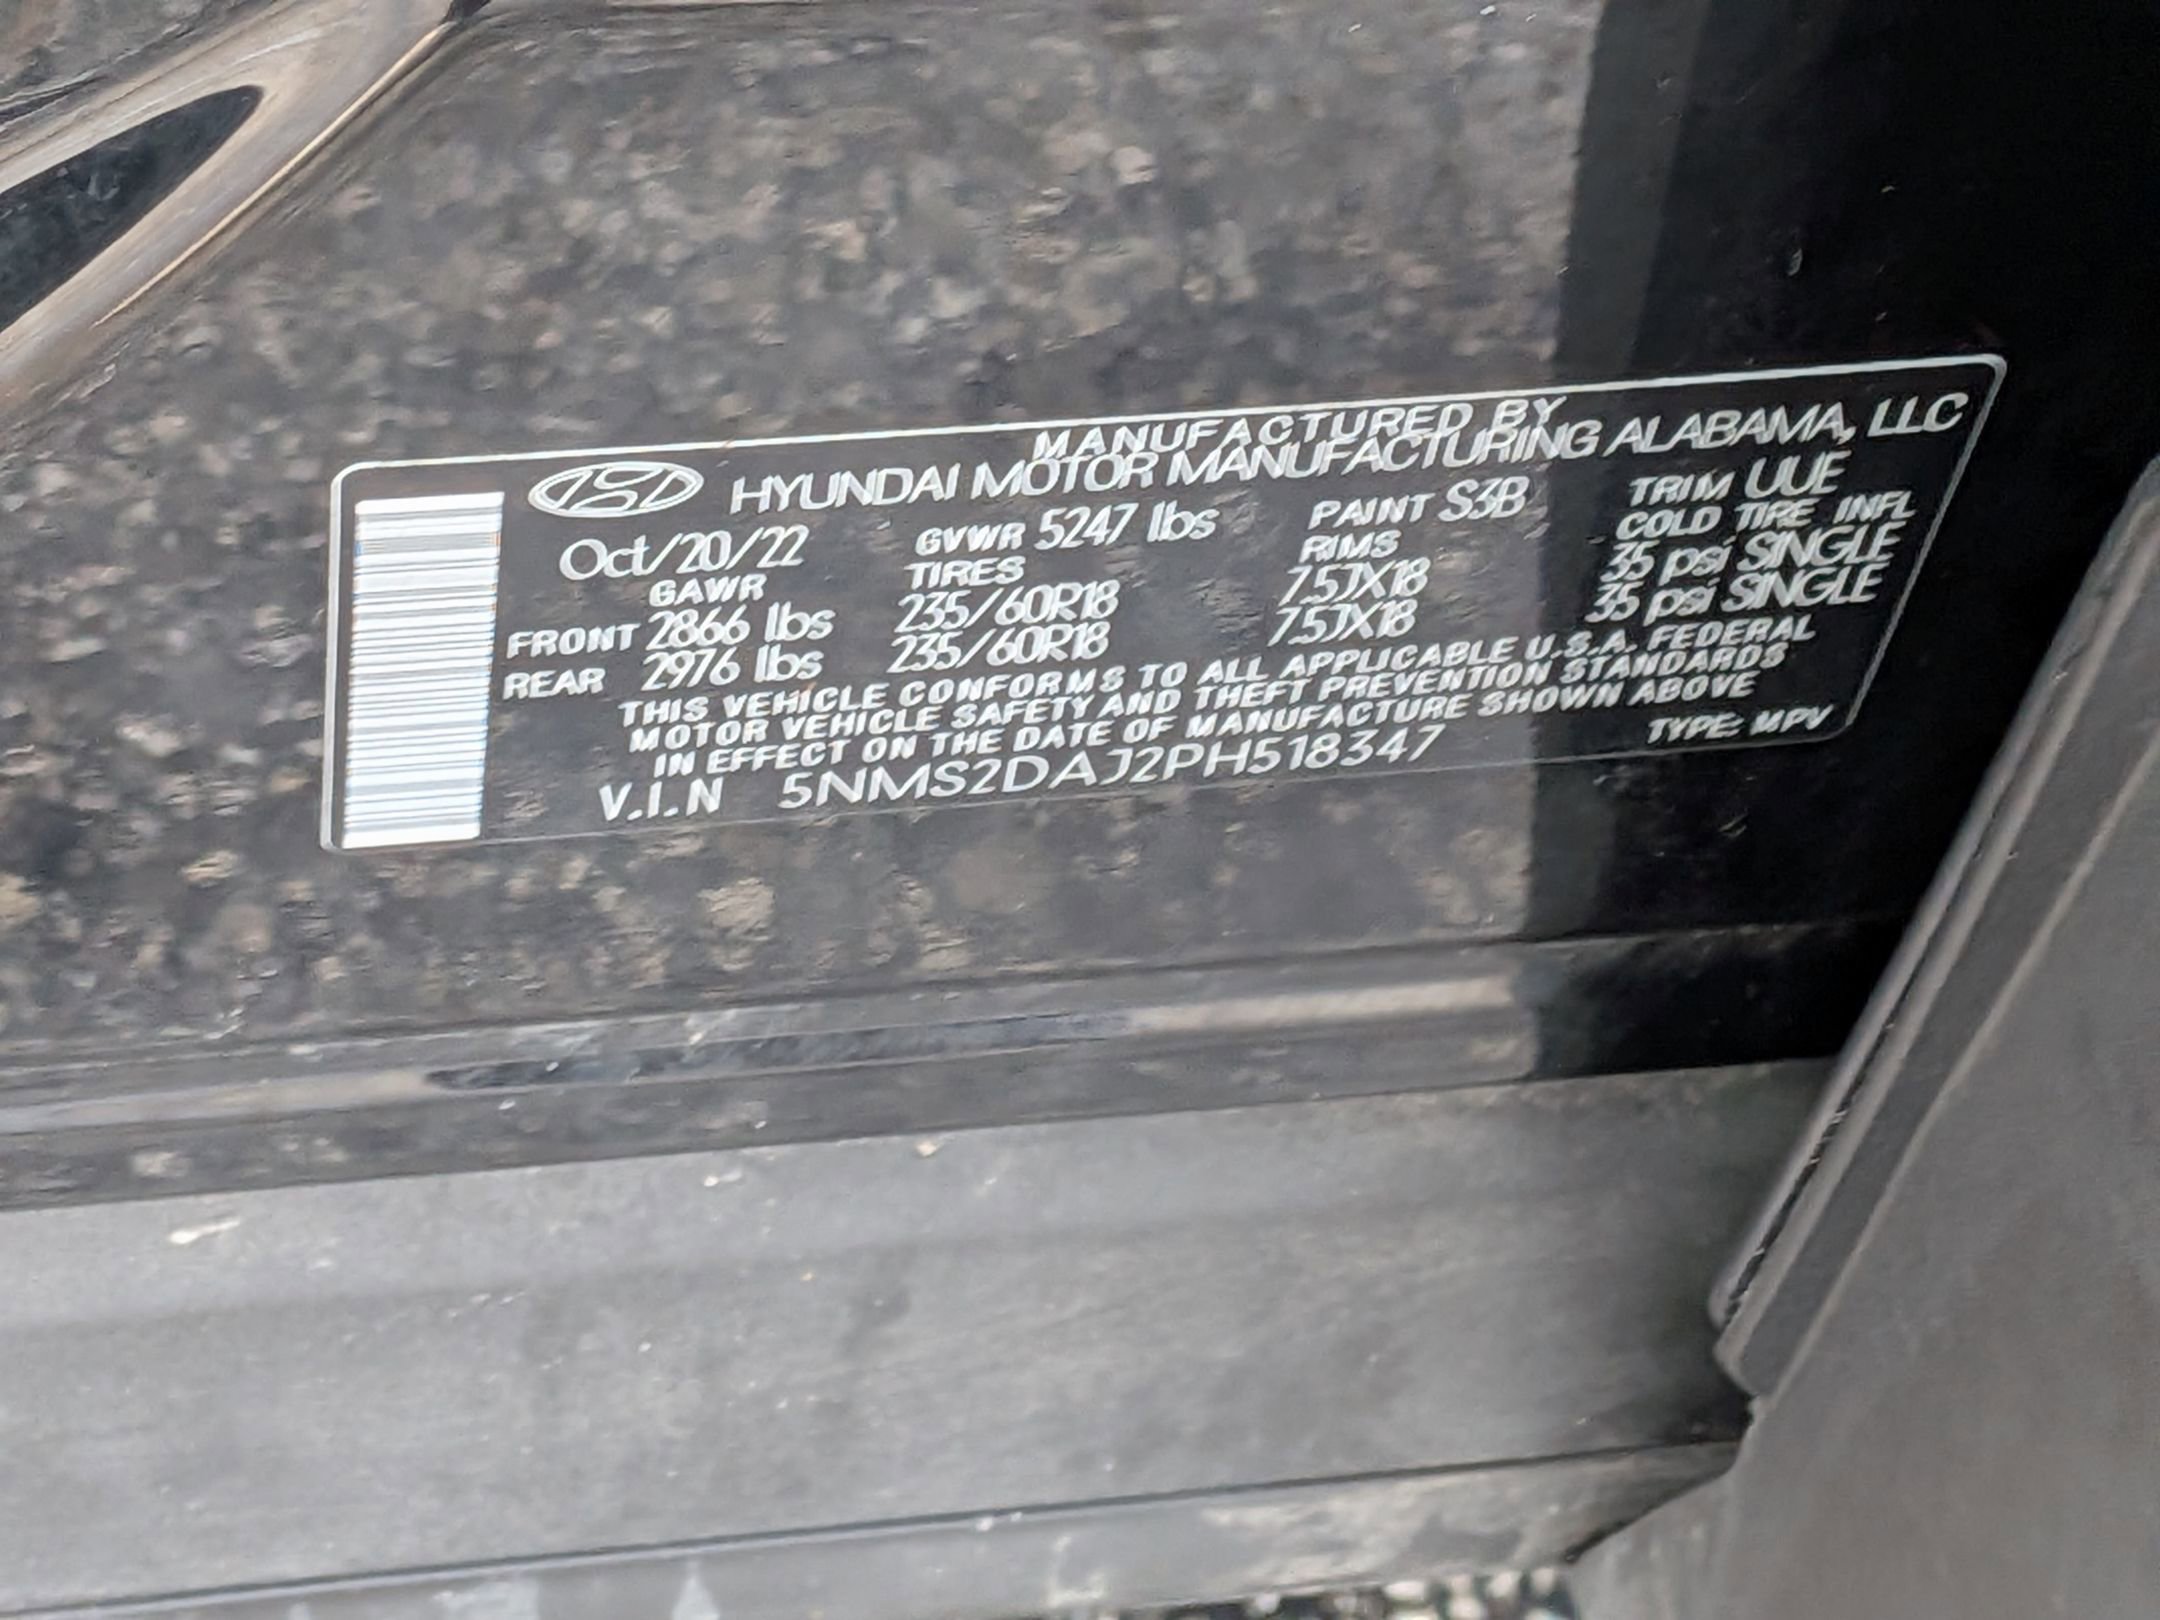 MANUFACTURED BY
HYUNDAI MOTOR MANUFACTURING ALABAMA, LLC
Oct/20/22 GVWR 5247 lbs PAINT S3B TRIM UUE
GAWR TIRES RIMS COLD TIRE INFL
FRONT 2866 lbs 235/60R18 7.5JX18 35 psi SINGLE
REAR 2976 lbs 235/60R18 7.5JX18 35 psi SINGLE
THIS VEHICLE CONFORMS TO ALL APPLICABLE U.S.A. FEDERAL
MOTOR VEHICLE SAFETY AND THEFT PREVENTION STANDARDS
IN EFFECT ON THE DATE OF MANUFACTURE SHOWN ABOVE
V.I.N 5NMS2DAJ2PH518347 TYPE: MPV